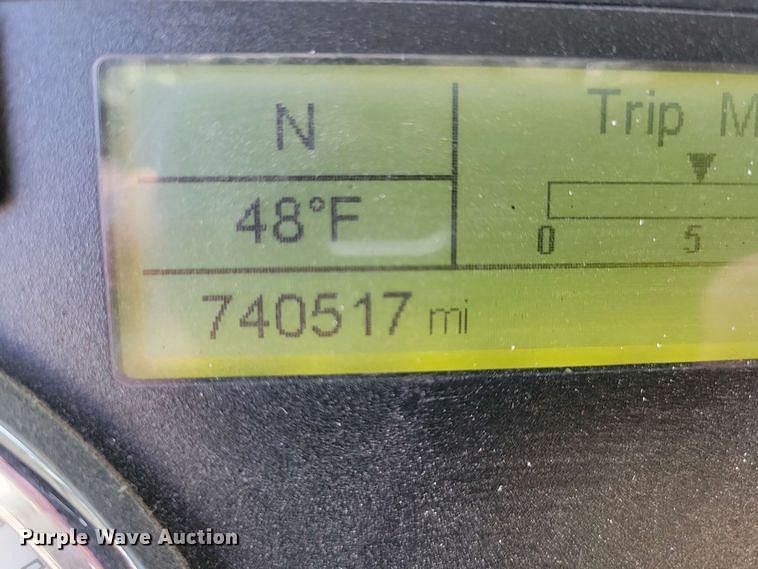 N
Trip M
48°F
0 5
740517 mi
Purple Wave Auction